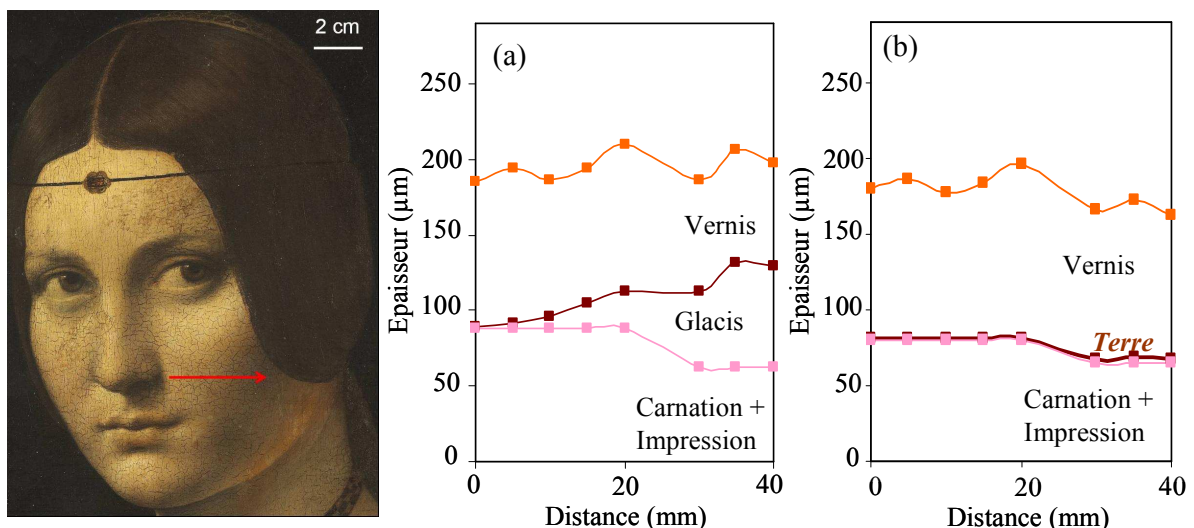 2 cm
(a)
Epaisseur (µm)
250
200
150
100
50
0
Vernis
Glacis
Carnation +
Impression
0
20
40
Distance (mm)
(b)
Epaisseur (µm)
250
200
150
100
50
0
Vernis
Terre
Carnation +
Impression
0
20
40
Distance (mm)